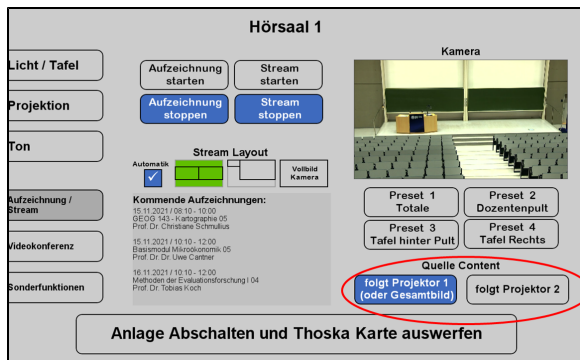 Hörsaal 1
Licht / Tafel
Projektion
Ton
Aufzeichnung /
Stream
Videokonferenz
Sonderfunktionen
Aufzeichnung
starten
Stream
starten
Aufzeichnung
stoppen
Stream
stoppen
Stream Layout
Automatik
Vollbild
Kamera
Kommende Aufzeichnungen:
15.11.2021 / 08:10 - 10:00
GEOG 143 - Kartographie 05
Prof. Dr. Christiane Schmullius
15.11.2021 / 10:10 - 12:00
Basismodul Mikroökonomik 05
Prof. Dr. Uwe Cantner
16.11.2021 / 10:10 - 12:00
Methoden der Evaluationsforschung I 04
Prof. Dr. Tobias Koch
Kamera
Preset 1
Totale
Preset 2
Dozentenpult
Preset 3
Tafel hinter Pult
Preset 4
Tafel Rechts
Quelle Content
folgt Projektor 1
(oder Gesamtbild)
folgt Projektor 2
Anlage Abschalten und Thoska Karte auswerfen